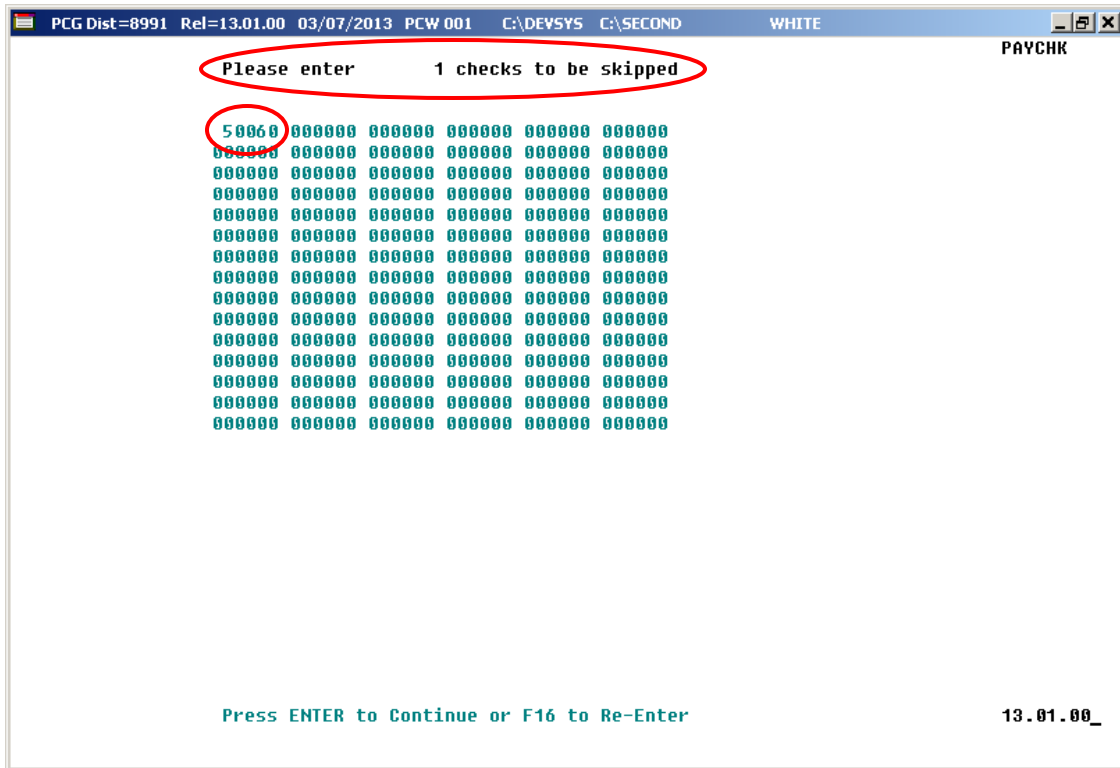 PCG Dist=8991 Rel=13.01.00 03/07/2013 PCW 001 C:\DEVSYS C:\SECOND WHITE
PAYCHK
Please enter 1 checks to be skipped
50060 000000 000000 000000 000000 000000
000000 000000 000000 000000 000000 000000
000000 000000 000000 000000 000000 000000
000000 000000 000000 000000 000000 000000
000000 000000 000000 000000 000000 000000
000000 000000 000000 000000 000000 000000
000000 000000 000000 000000 000000 000000
000000 000000 000000 000000 000000 000000
000000 000000 000000 000000 000000 000000
000000 000000 000000 000000 000000 000000
000000 000000 000000 000000 000000 000000
000000 000000 000000 000000 000000 000000
000000 000000 000000 000000 000000 000000
000000 000000 000000 000000 000000 000000
000000 000000 000000 000000 000000 000000
Press ENTER to Continue or F16 to Re-Enter 13.01.00_